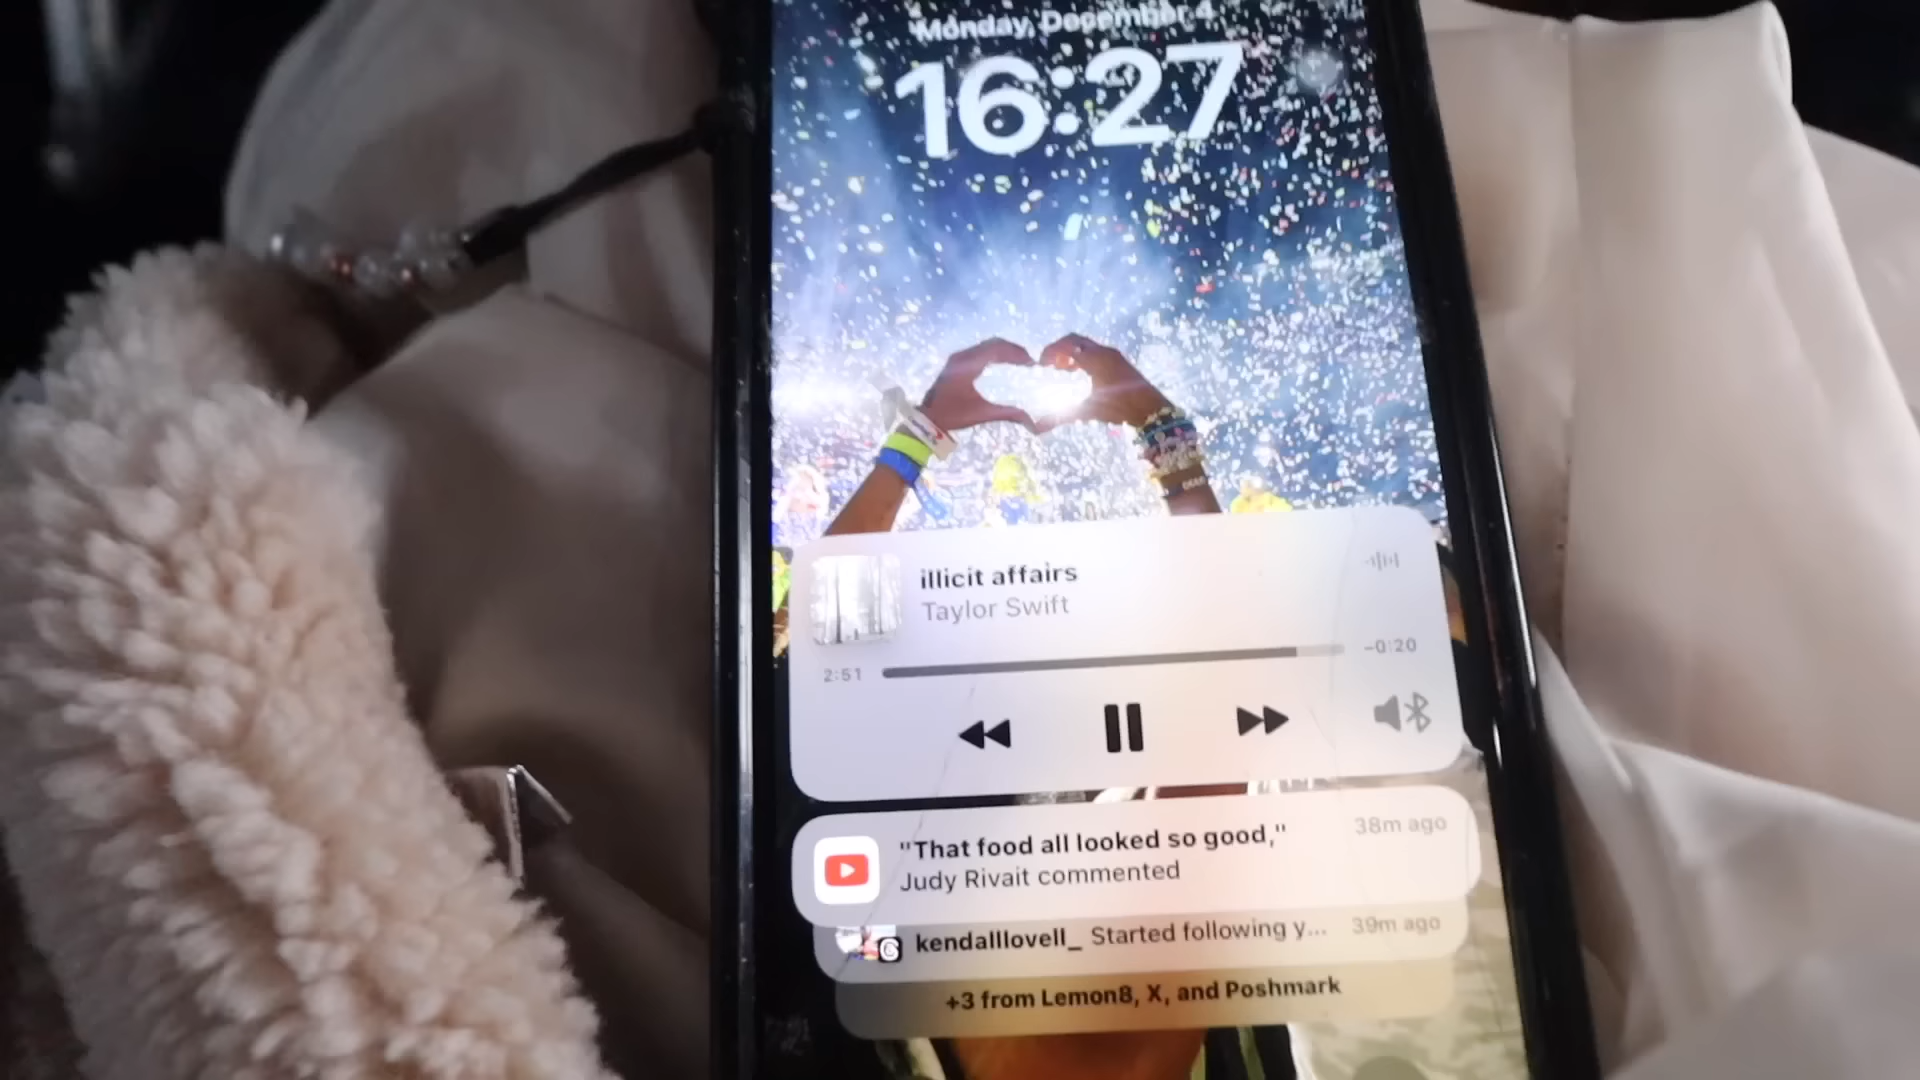 Monday, December 4
16:27
illicit affairs
Taylor Swift
2:51
-0:20
"That food all looked so good,"
38m ago
Judy Rivait commented
kendalllovell_ Started following y...
39m ago
+3 from Lemon8, X, and Poshmark